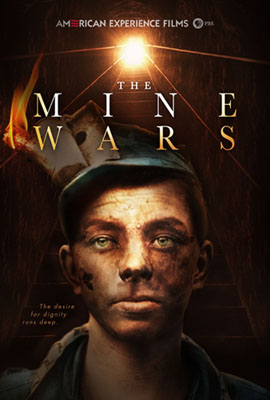 AMERICAN EXPERIENCE FILMS PBS
THE
MINE
WARS
The desire
for dignity
runs deep.